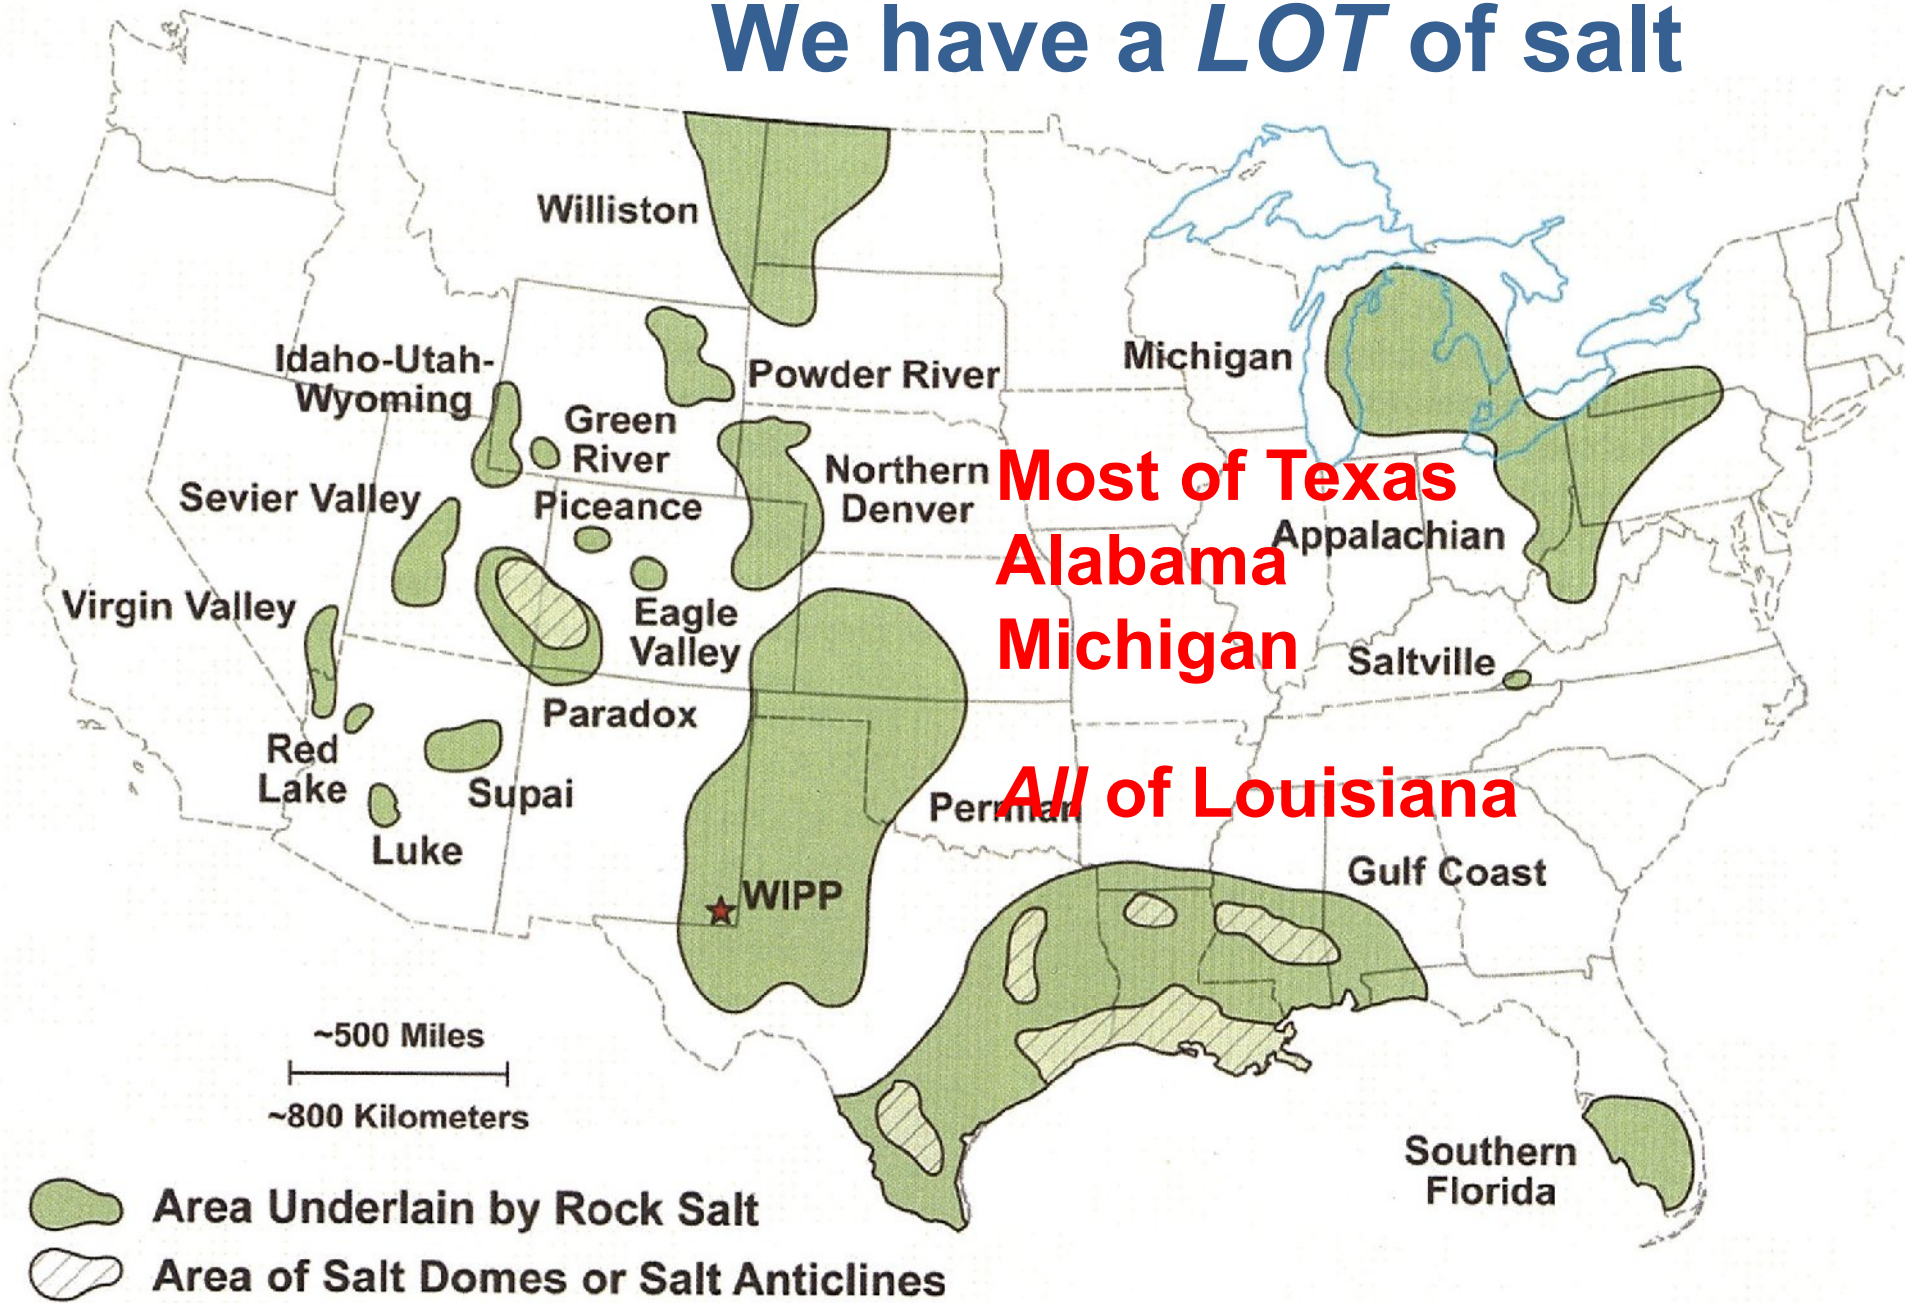 We have a LOT of salt
Williston
Idaho-Utah-
Wyoming
Powder River
Michigan
Green
River
Northern
Denver
Most of Texas
Sevier Valley
Piceance
Appalachian
Alabama
Virgin Valley
Eagle
Valley
Michigan
Saltville
Paradox
Red
Lake
Supai
All of Louisiana
Permian
Luke
Gulf Coast
WIPP
~500 Miles
~800 Kilometers
Southern
Florida
Area Underlain by Rock Salt
Area of Salt Domes or Salt Anticlines